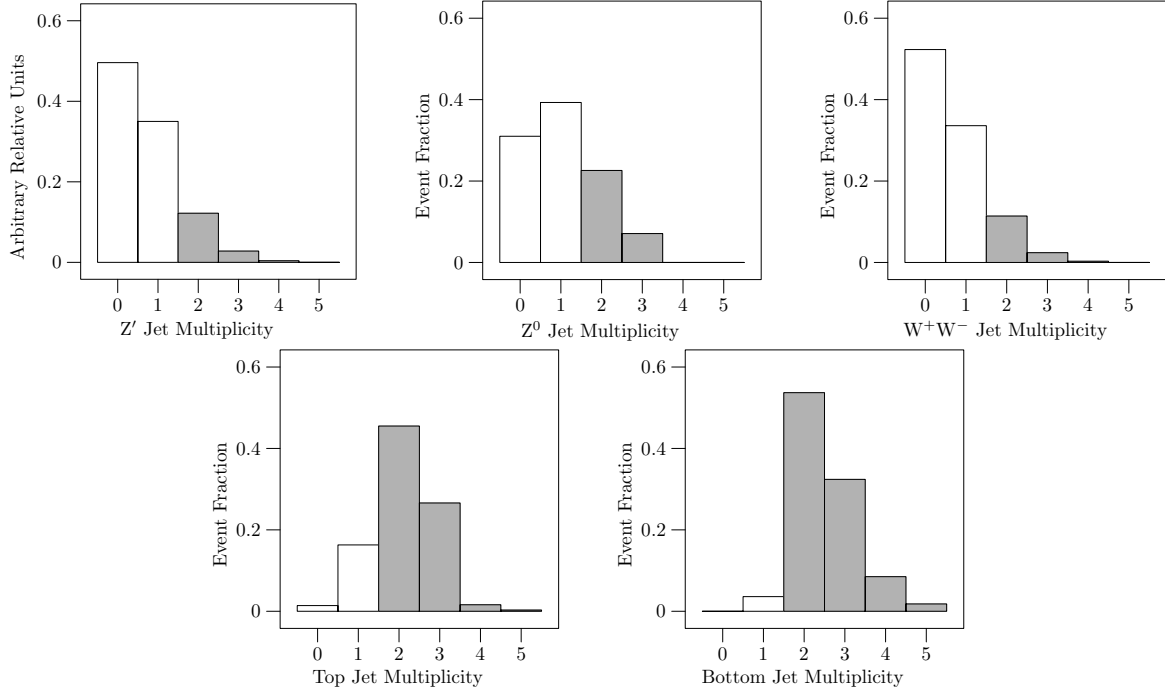 Arbitrary Relative Units
0.6
0.4
0.2
0
0 1 2 3 4 5
Z′ Jet Multiplicity
Event Fraction
0.6
0.4
0.2
0
0 1 2 3 4 5
Z⁰ Jet Multiplicity
Event Fraction
0.6
0.4
0.2
0
0 1 2 3 4 5
W⁺W⁻ Jet Multiplicity
Event Fraction
0.6
0.4
0.2
0
0 1 2 3 4 5
Top Jet Multiplicity
Event Fraction
0.6
0.4
0.2
0
0 1 2 3 4 5
Bottom Jet Multiplicity